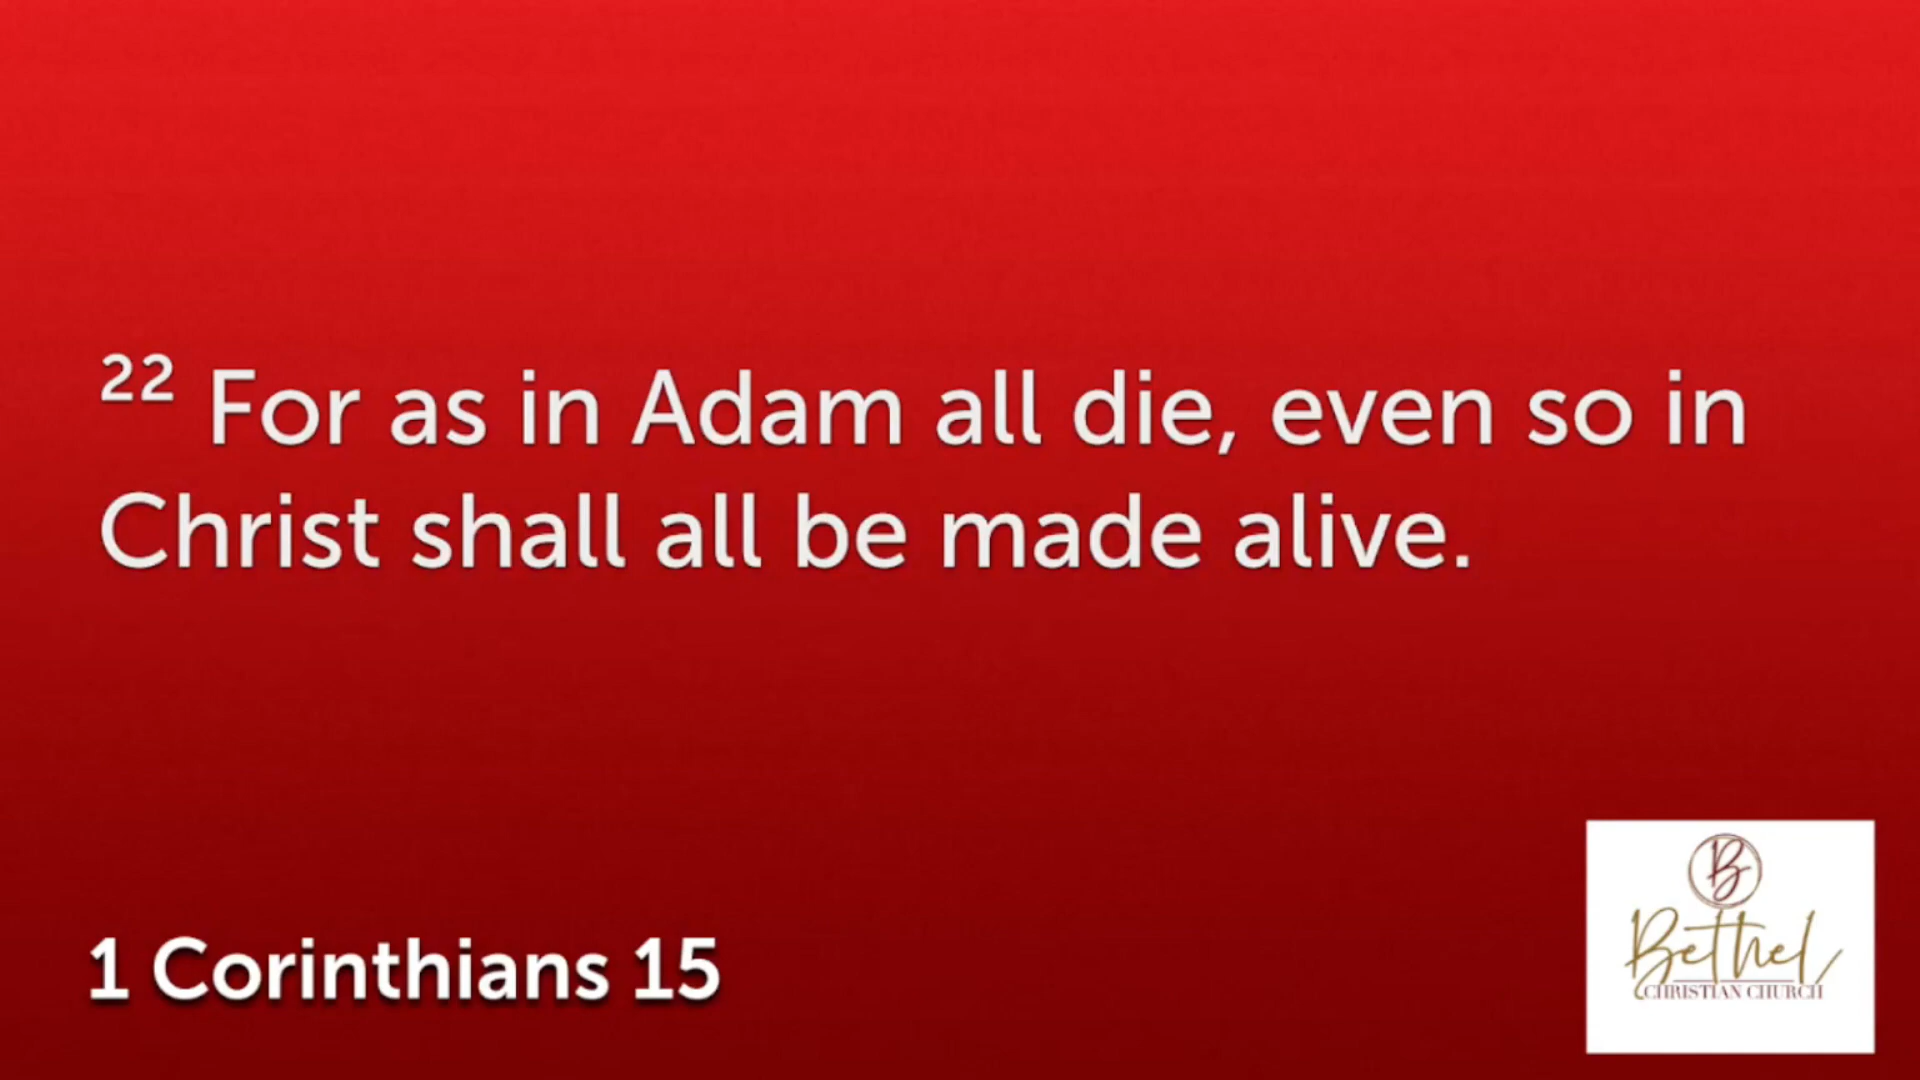 22 For as in Adam all die, even so in
Christ shall all be made alive.
1 Corinthians 15
B
Bethel
CHRISTIAN CHURCH